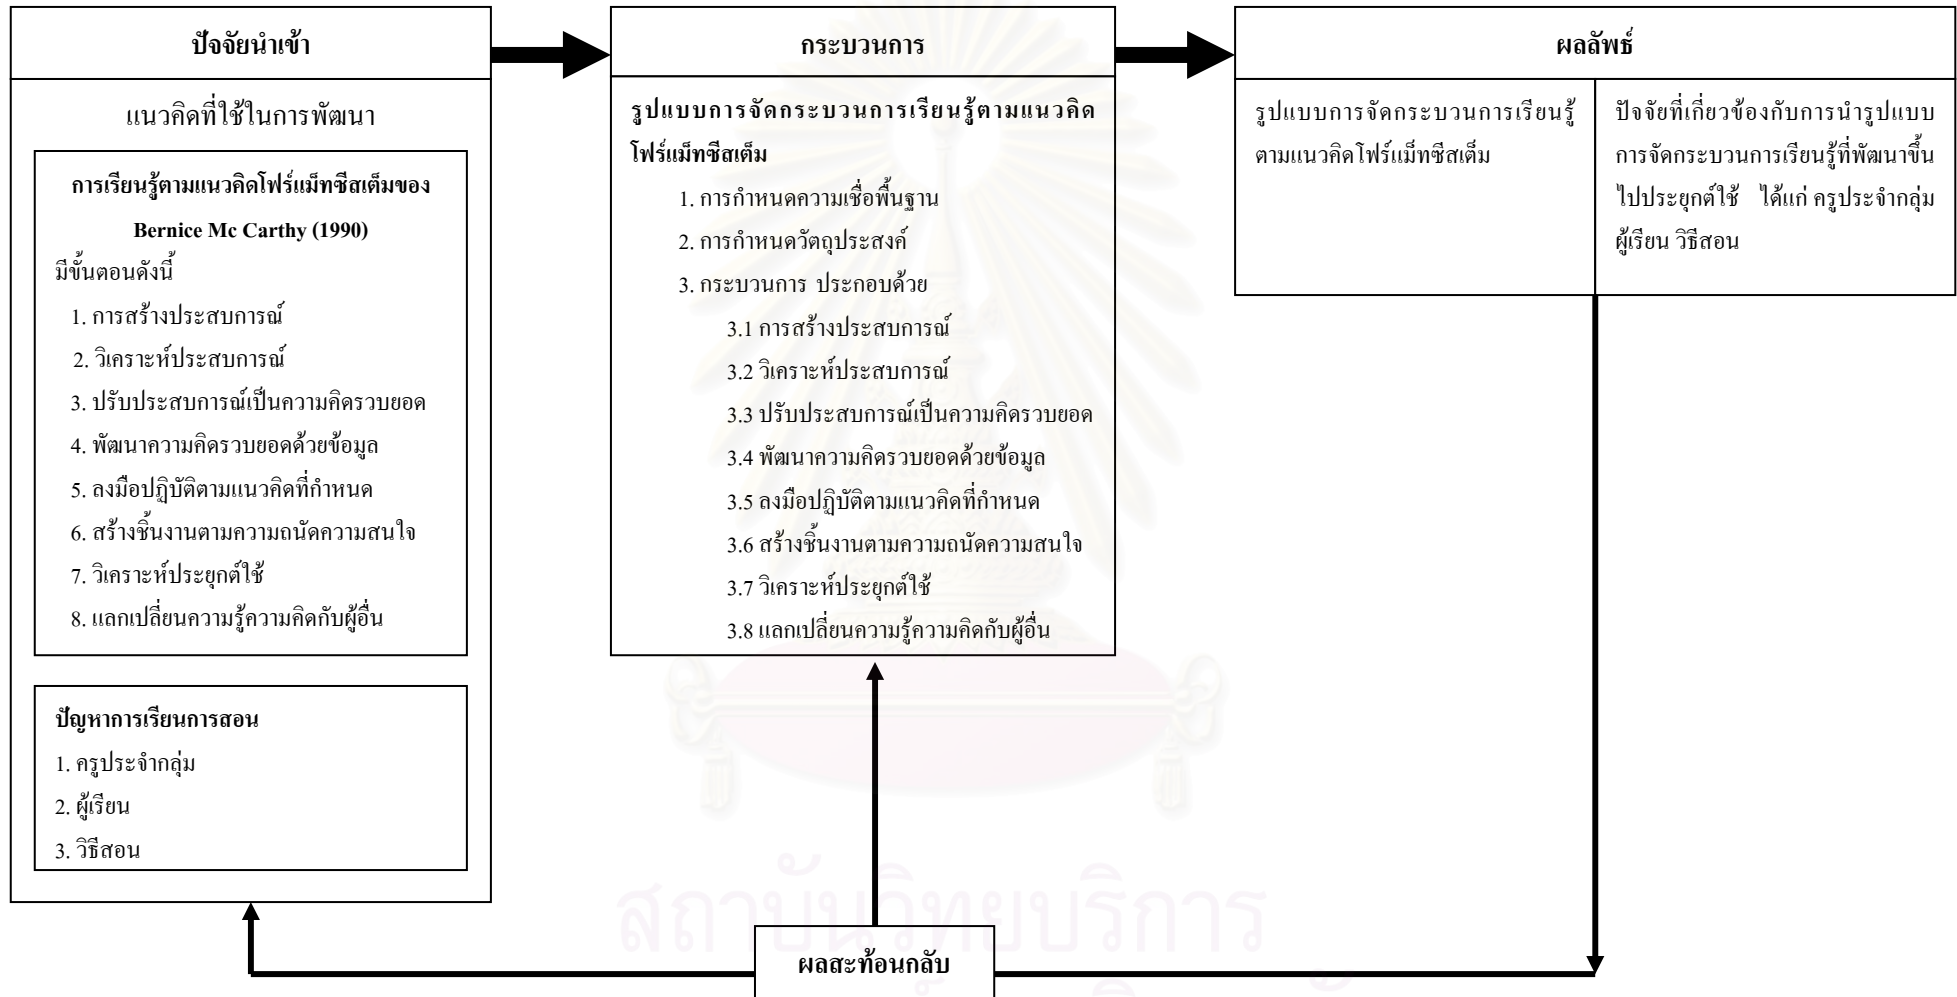 ปัจจัยนำเข้า
แนวคิดที่ใช้ในการพัฒนา
การเรียนรู้ตามแนวคิดโฟร์แม็ทซีสเต็มของ
Bernice Mc Carthy (1990)
มีขั้นตอนดังนี้
1. การสร้างประสบการณ์
2. วิเคราะห์ประสบการณ์
3. ปรับประสบการณ์เป็นความคิดรวบยอด
4. พัฒนาความคิดรวบยอดด้วยข้อมูล
5. ลงมือปฏิบัติตามแนวคิดที่กำหนด
6. สร้างชิ้นงานตามความถนัดความสนใจ
7. วิเคราะห์ประยุกต์ใช้
8. แลกเปลี่ยนความรู้ความคิดกับผู้อื่น
ปัญหาการเรียนการสอน
1. ครูประจำกลุ่ม
2. ผู้เรียน
3. วิธีสอน
กระบวนการ
รูปแบบการจัดกระบวนการเรียนรู้ตามแนวคิด
โฟร์แม็ทซีสเต็ม
1. การกำหนดความเชื่อพื้นฐาน
2. การกำหนดวัตถุประสงค์
3. กระบวนการ ประกอบด้วย
3.1 การสร้างประสบการณ์
3.2 วิเคราะห์ประสบการณ์
3.3 ปรับประสบการณ์เป็นความคิดรวบยอด
3.4 พัฒนาความคิดรวบยอดด้วยข้อมูล
3.5 ลงมือปฏิบัติตามแนวคิดที่กำหนด
3.6 สร้างชิ้นงานตามความถนัดความสนใจ
3.7 วิเคราะห์ประยุกต์ใช้
3.8 แลกเปลี่ยนความรู้ความคิดกับผู้อื่น
ผลลัพธ์
รูปแบบการจัดกระบวนการเรียนรู้
ตามแนวคิดโฟร์แม็ทซีสเต็ม
ปัจจัยที่เกี่ยวข้องกับการนำรูปแบบ
การจัดกระบวนการเรียนรู้ที่พัฒนาขึ้น
ไปประยุกต์ใช้ ได้แก่ ครูประจำกลุ่ม
ผู้เรียน วิธีสอน
สถาบันวิทยบริการ
ผลสะท้อนกลับ